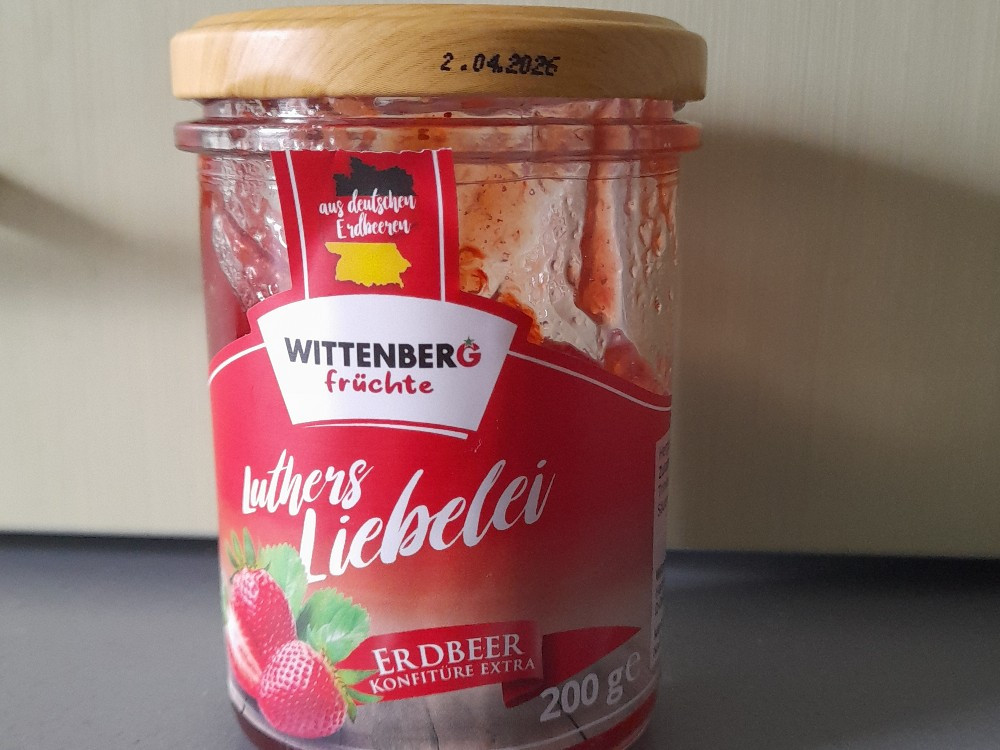 2.04.2026
aus deutschen
Erdbeeren
WITTENBERG
früchte
Luthers
Liebelei
ERDBEER
KONFITÜRE EXTRA
200 g e